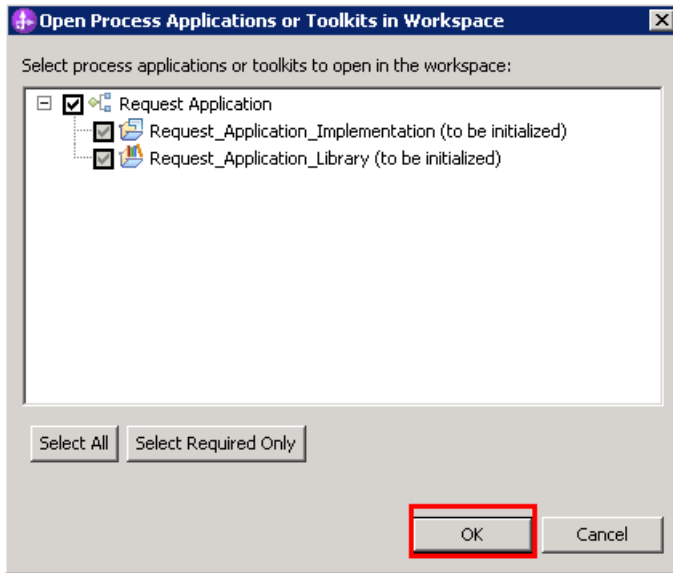 Open Process Applications or Toolkits in Workspace
Select process applications or toolkits to open in the workspace:
Request Application
Request_Application_Implementation (to be initialized)
Request_Application_Library (to be initialized)
Select All Select Required Only
OK Cancel